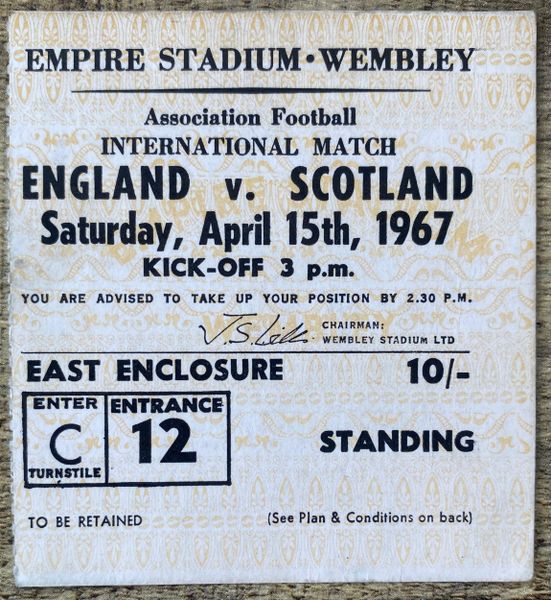 EMPIRE STADIUM • WEMBLEY
Association Football
INTERNATIONAL MATCH
ENGLAND v. SCOTLAND
Saturday, April 15th, 1967
KICK-OFF 3 p.m.
YOU ARE ADVISED TO TAKE UP YOUR POSITION BY 2.30 P.M.
CHAIRMAN:
WEMBLEY STADIUM LTD
EAST ENCLOSURE 10/-
ENTER
C
TURNSTILE
ENTRANCE
12
STANDING
TO BE RETAINED
(See Plan & Conditions on back)